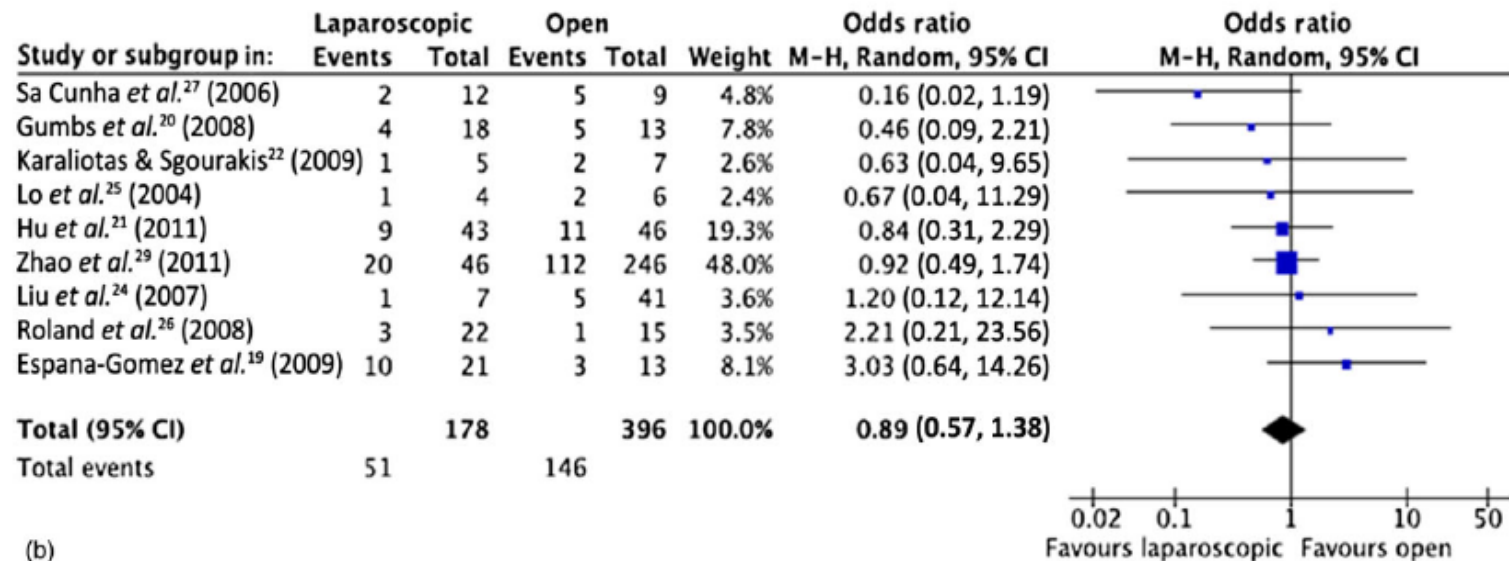 Laparoscopic Open Odds ratio Odds ratio
Study or subgroup in: Events Total Events Total Weight M-H, Random, 95% CI M-H, Random, 95% CI
Sa Cunha et al.27 (2006) 2 12 5 9 4.8% 0.16 (0.02, 1.19)
Gumbs et al.20 (2008) 4 18 5 13 7.8% 0.46 (0.09, 2.21)
Karaliotas & Sgourakis22 (2009) 1 5 2 7 2.6% 0.63 (0.04, 9.65)
Lo et al.25 (2004) 1 4 2 6 2.4% 0.67 (0.04, 11.29)
Hu et al.21 (2011) 9 43 11 46 19.3% 0.84 (0.31, 2.29)
Zhao et al.29 (2011) 20 46 112 246 48.0% 0.92 (0.49, 1.74)
Liu et al.24 (2007) 1 7 5 41 3.6% 1.20 (0.12, 12.14)
Roland et al.26 (2008) 3 22 1 15 3.5% 2.21 (0.21, 23.56)
Espana-Gomez et al.19 (2009) 10 21 3 13 8.1% 3.03 (0.64, 14.26)
Total (95% CI) 178 396 100.0% 0.89 (0.57, 1.38)
Total events 51 146
0.02 0.1 1 10 50
Favours laparoscopic Favours open
(b)